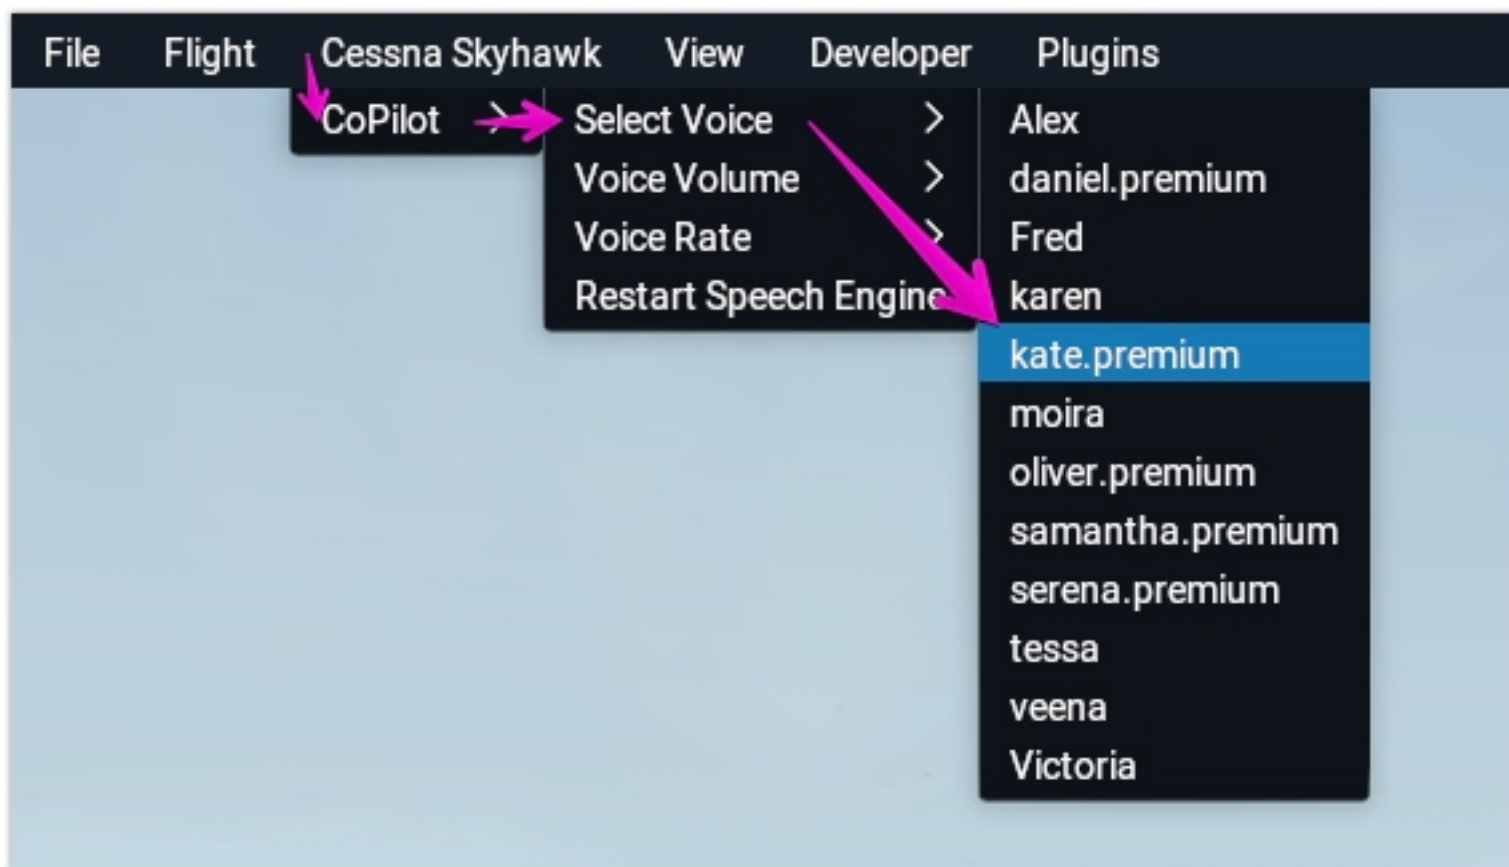 File Flight Cessna Skyhawk View Developer Plugins
CoPilot
Select Voice
Voice Volume
Voice Rate
Restart Speech Engine
Alex
daniel.premium
Fred
karen
kate.premium
moira
oliver.premium
samantha.premium
serena.premium
tessa
veena
Victoria